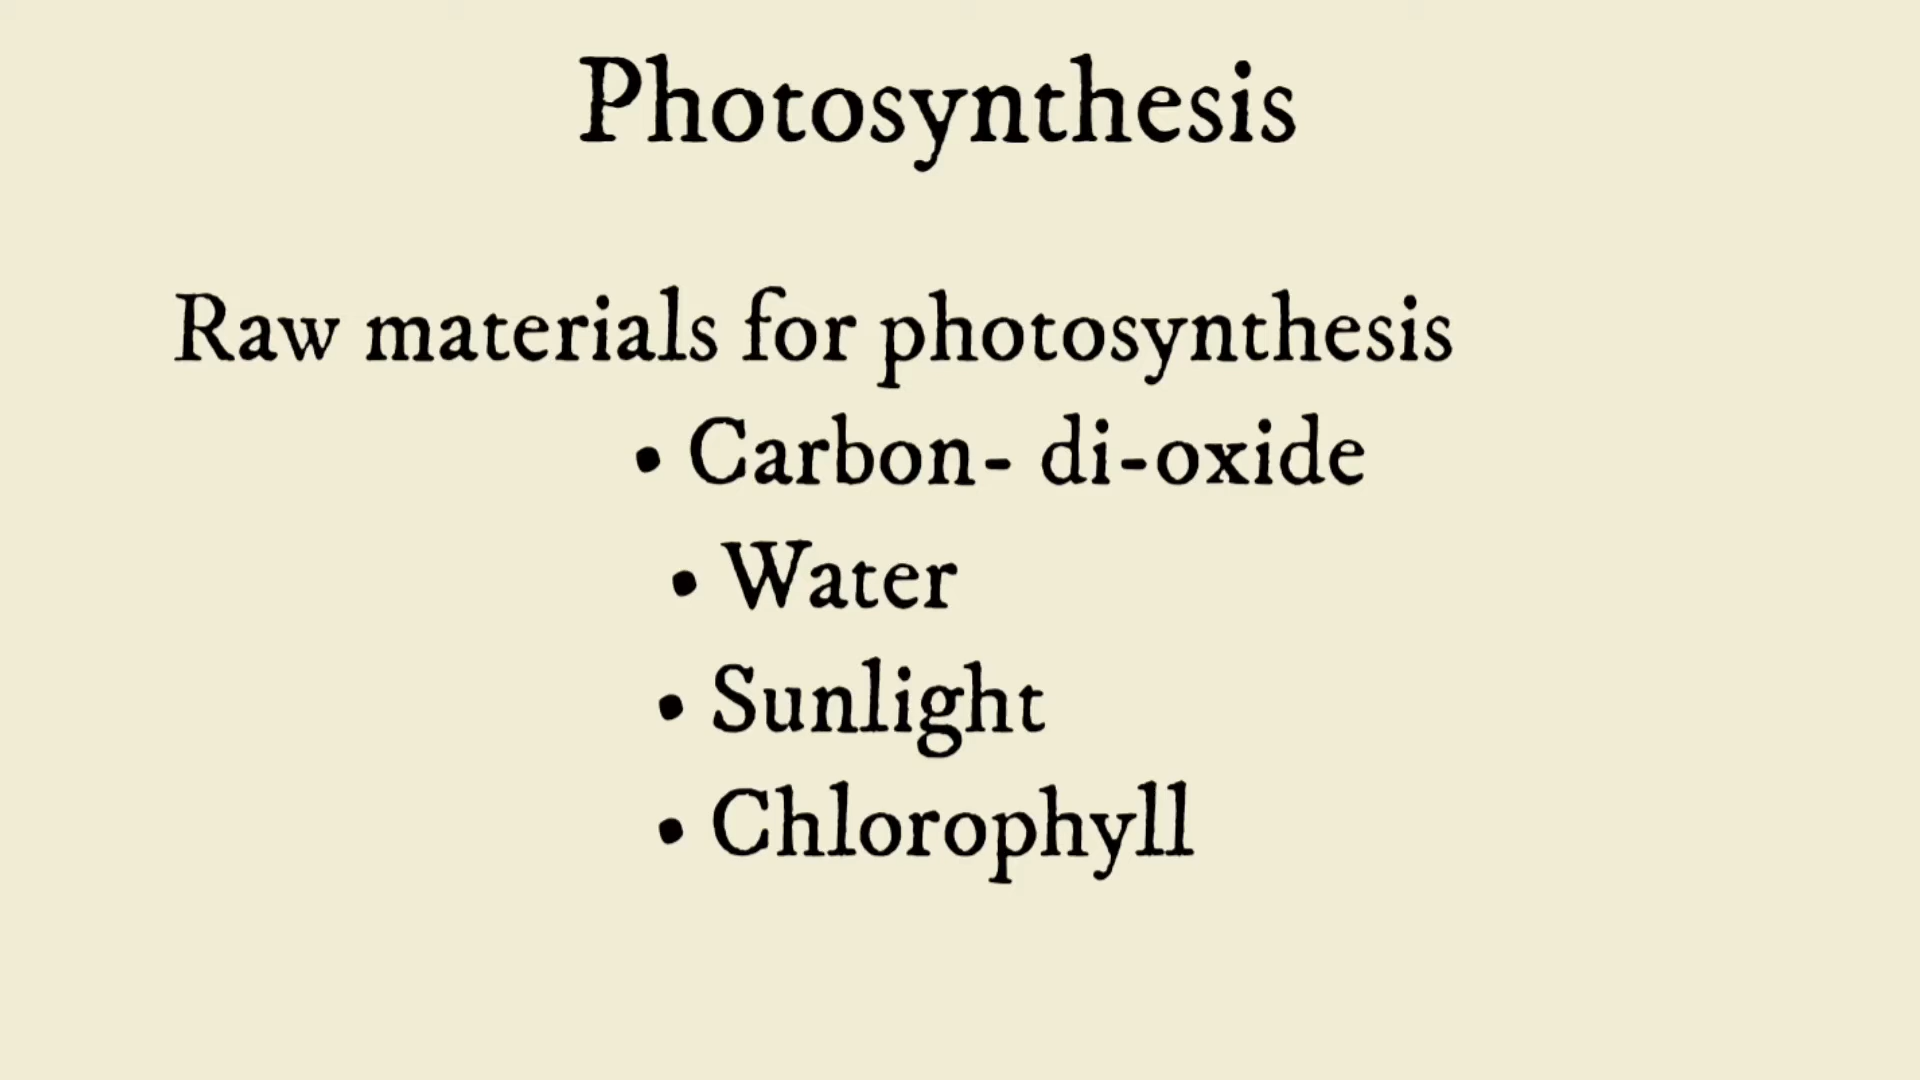 Photosynthesis
Raw materials for photosynthesis
• Carbon- di-oxide
• Water
• Sunlight
• Chlorophyll